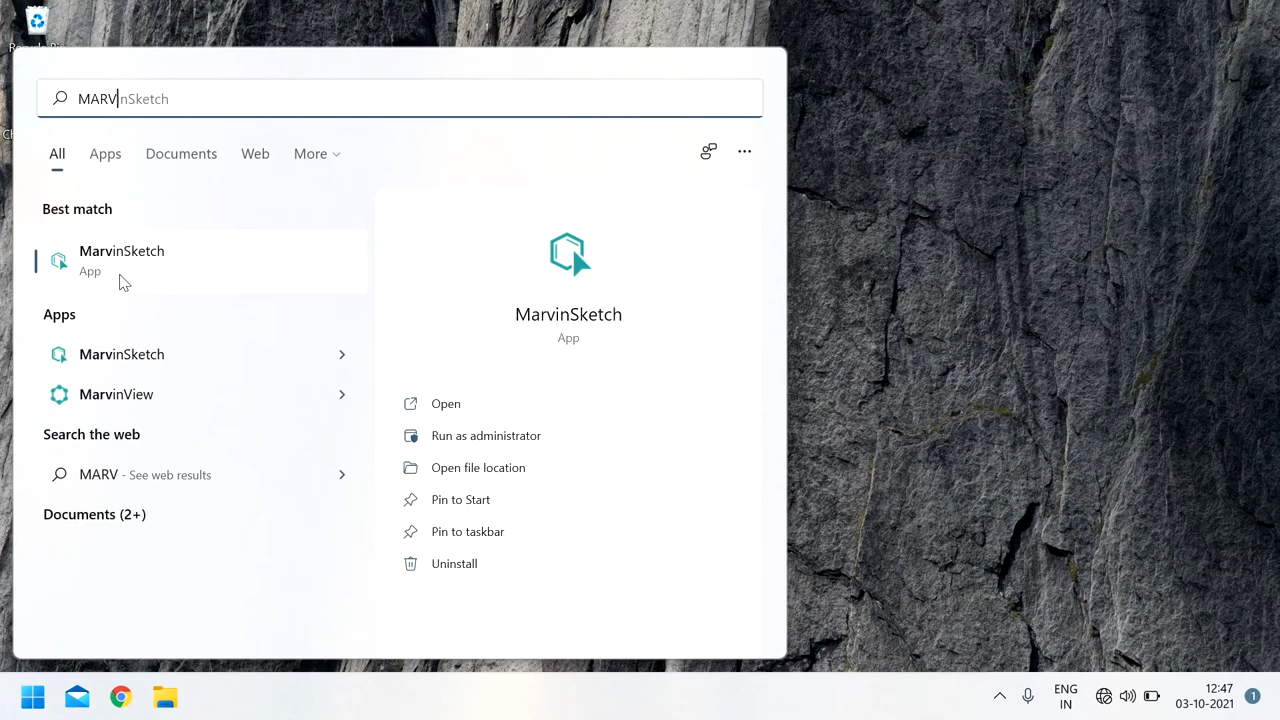 MARVinSketch
All Apps Documents Web More
Best match
MarvinSketch
App
Apps
MarvinSketch
MarvinView
Search the web
MARV - See web results
Documents (2+)
MarvinSketch
App
Open
Run as administrator
Open file location
Pin to Start
Pin to taskbar
Uninstall
ENG
IN
12:47
03-10-2021
1